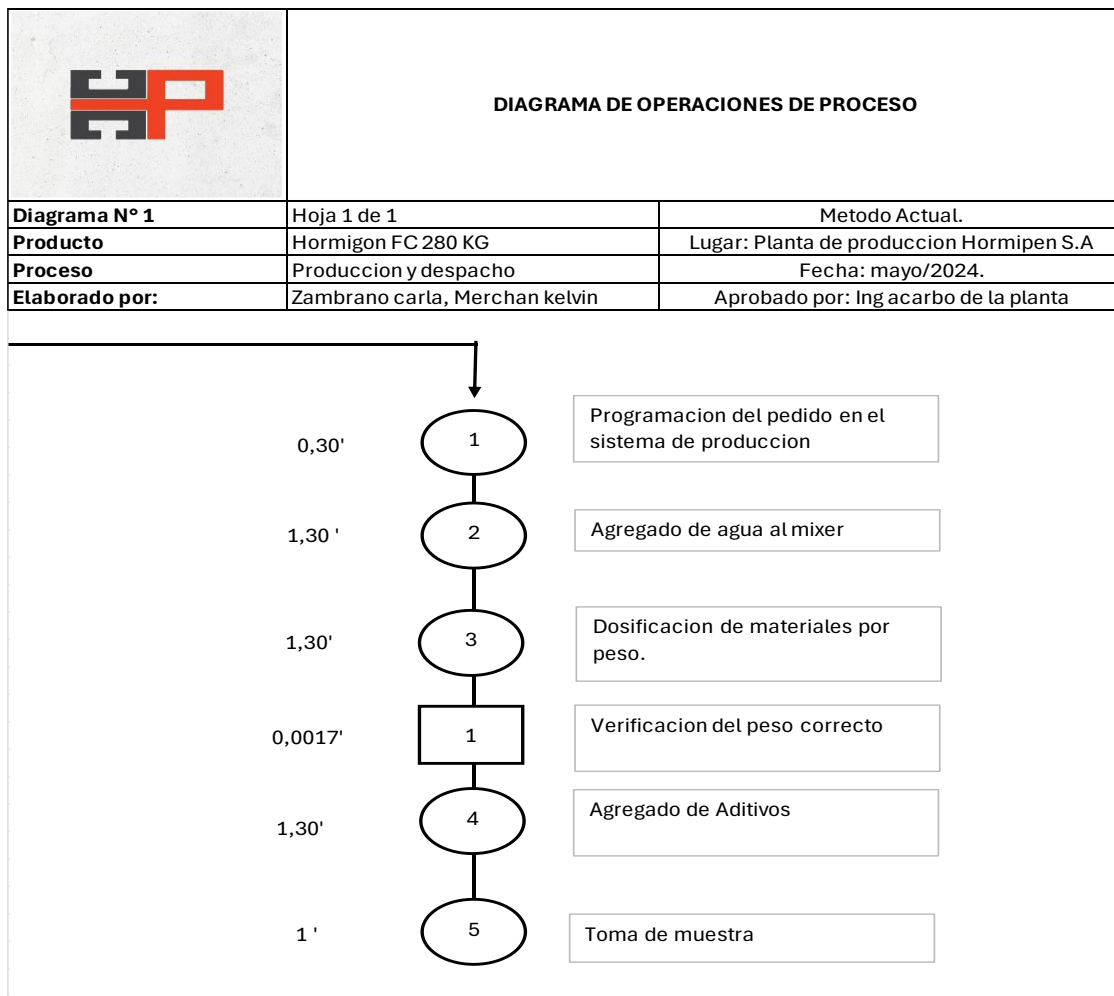 HP
DIAGRAMA DE OPERACIONES DE PROCESO
Diagrama N° 1 Hoja 1 de 1 Metodo Actual.
Producto Hormigon FC 280 KG Lugar: Planta de produccion Hormipen S.A
Proceso Produccion y despacho Fecha: mayo/2024.
Elaborado por: Zambrano carla, Merchan kelvin Aprobado por: Ing acarbo de la planta
0,30' 1 Programacion del pedido en el
sistema de produccion
1,30 ' 2 Agregado de agua al mixer
1,30' 3 Dosificacion de materiales por
peso.
0,0017' 1 Verificacion del peso correcto
1,30' 4 Agregado de Aditivos
1 ' 5 Toma de muestra